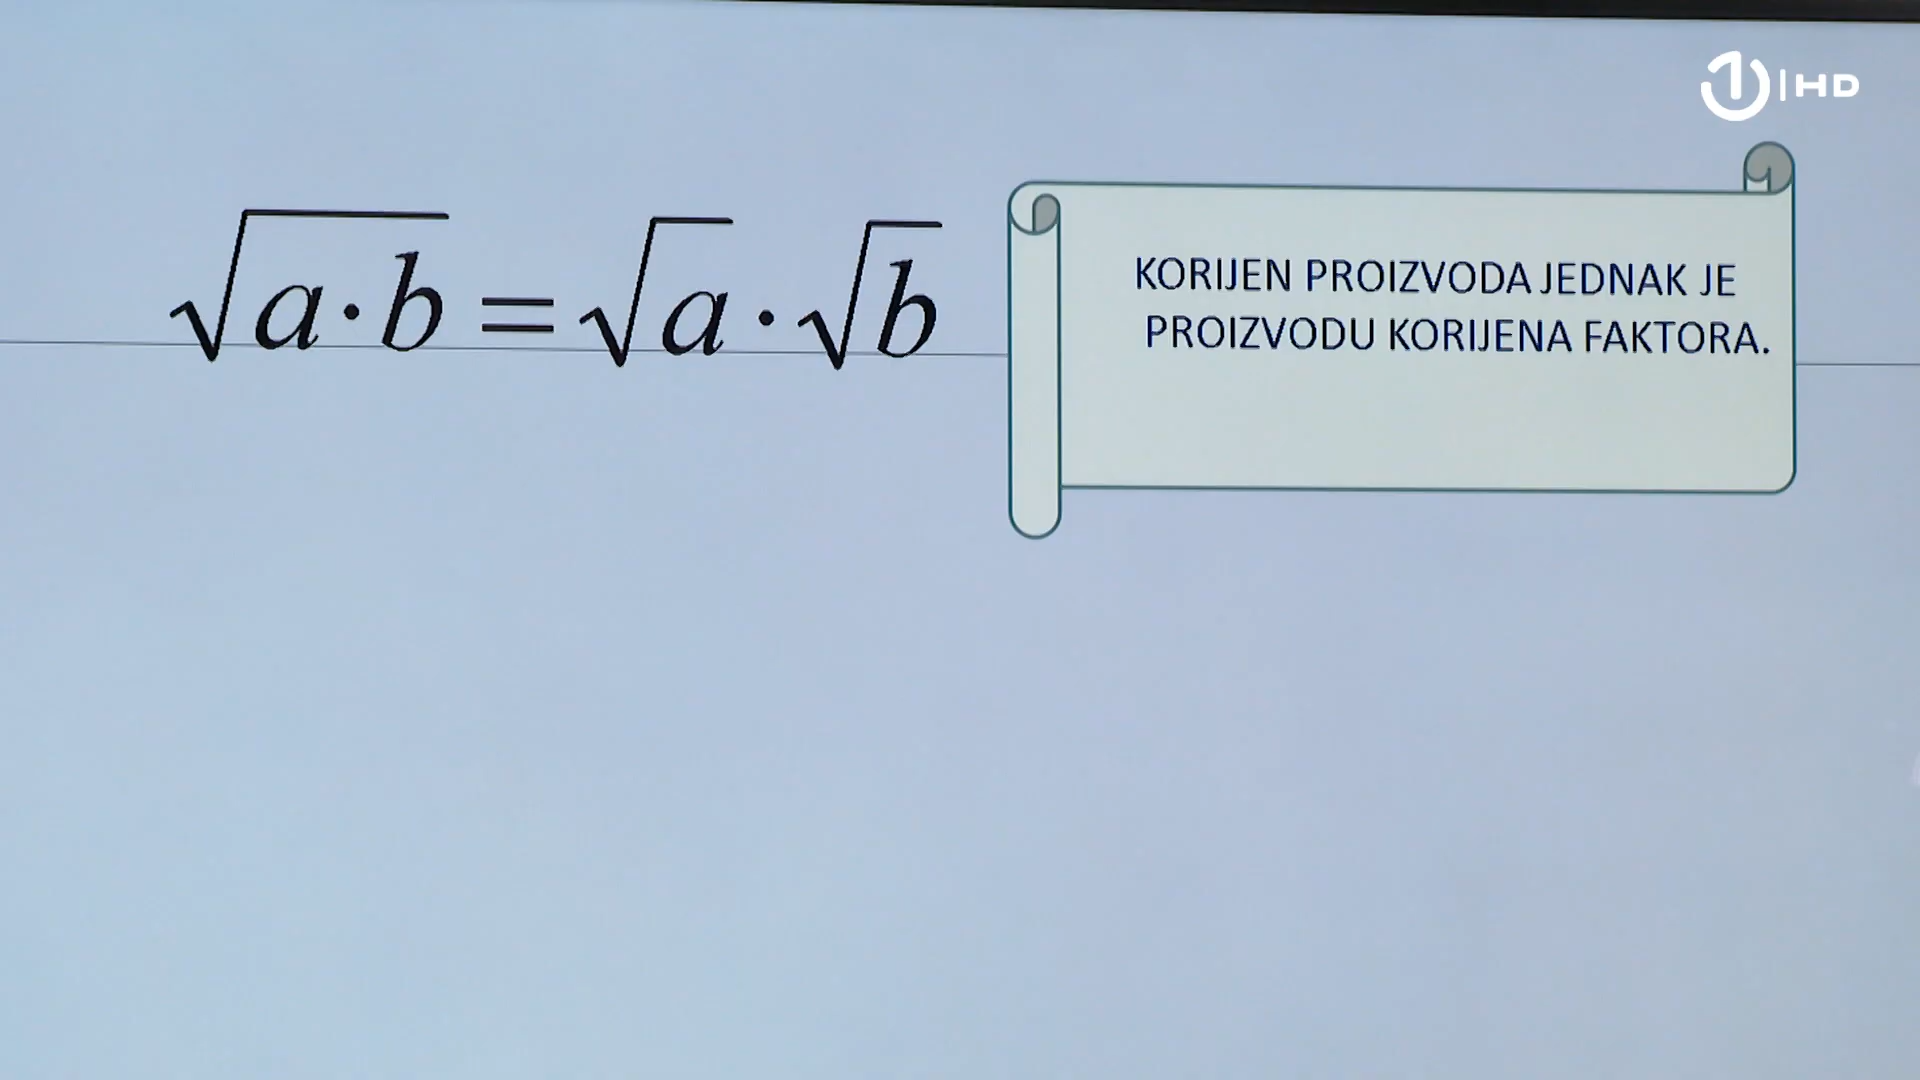 1|HD
√a·b = √a · √b
KORIJEN PROIZVODA JEDNAK JE
PROIZVODU KORIJENA FAKTORA.